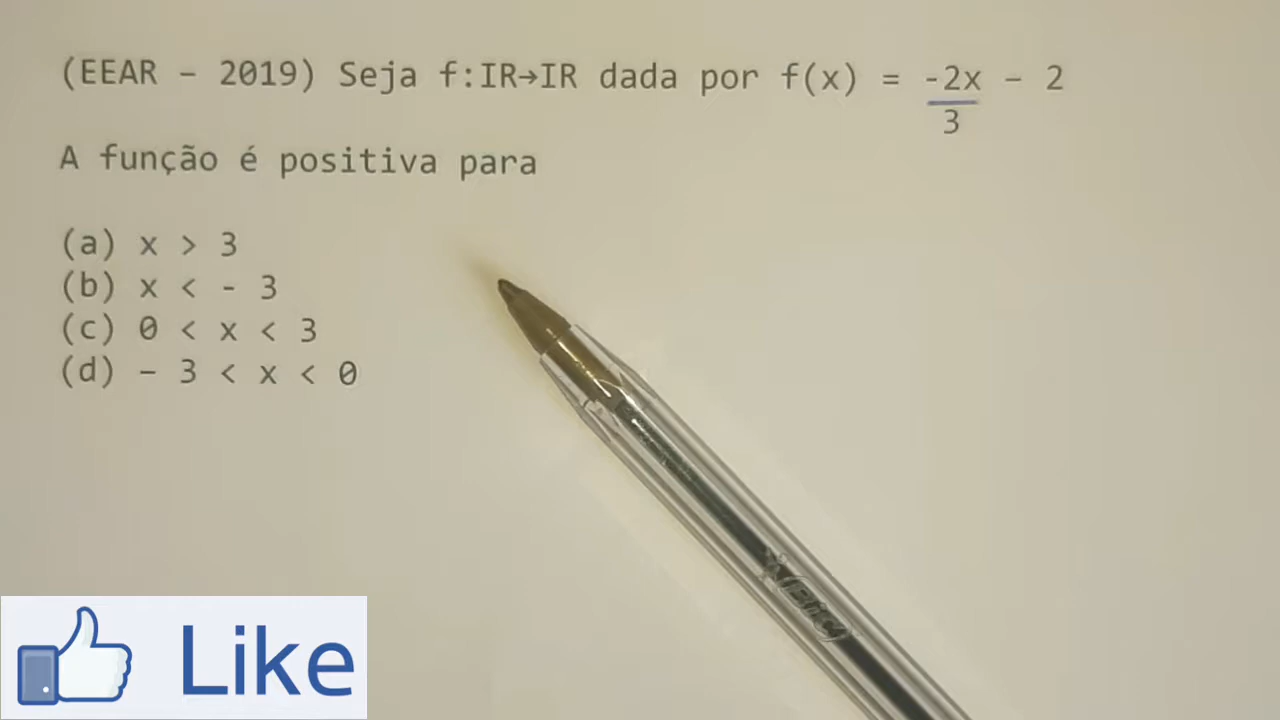 (EEAR – 2019) Seja f:IR→IR dada por f(x) = -2x – 2
3
A função é positiva para
(a) x > 3
(b) x < - 3
(c) 0 < x < 3
(d) – 3 < x < 0
Like